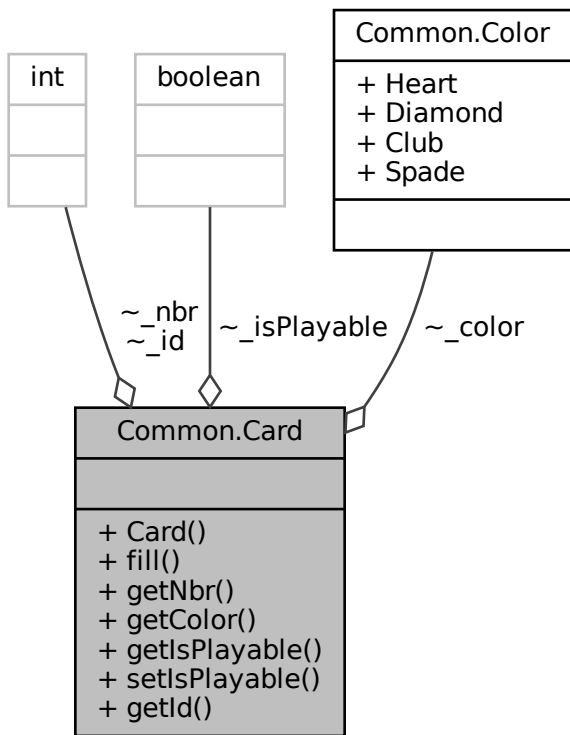 int
boolean
Common.Color
+ Heart
+ Diamond
+ Club
+ Spade
~_nbr
~_id
~_isPlayable
~_color
Common.Card
+ Card()
+ fill()
+ getNbr()
+ getColor()
+ getIsPlayable()
+ setIsPlayable()
+ getId()